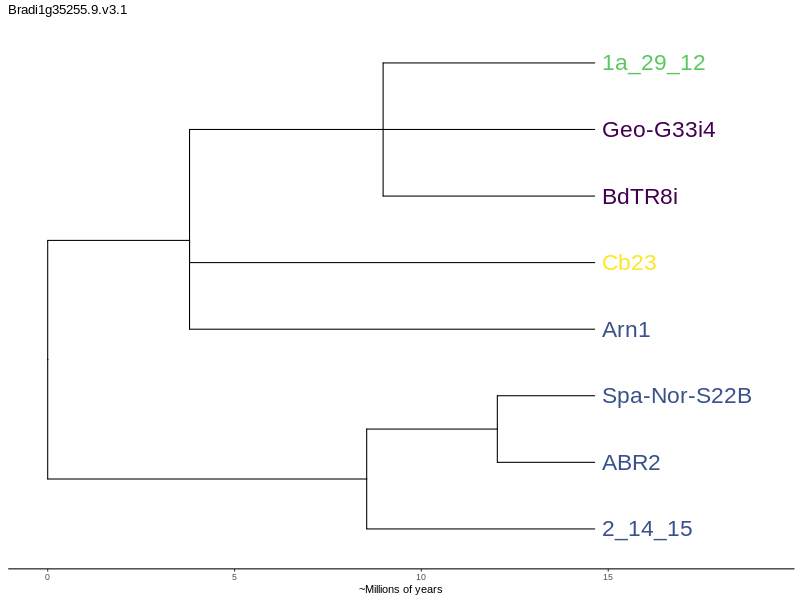 Bradi1g35255.9.v3.1
1a_29_12
Geo-G33i4
BdTR8i
Cb23
Arn1
Spa-Nor-S22B
ABR2
2_14_15
0 5 10 15
~Millions of years